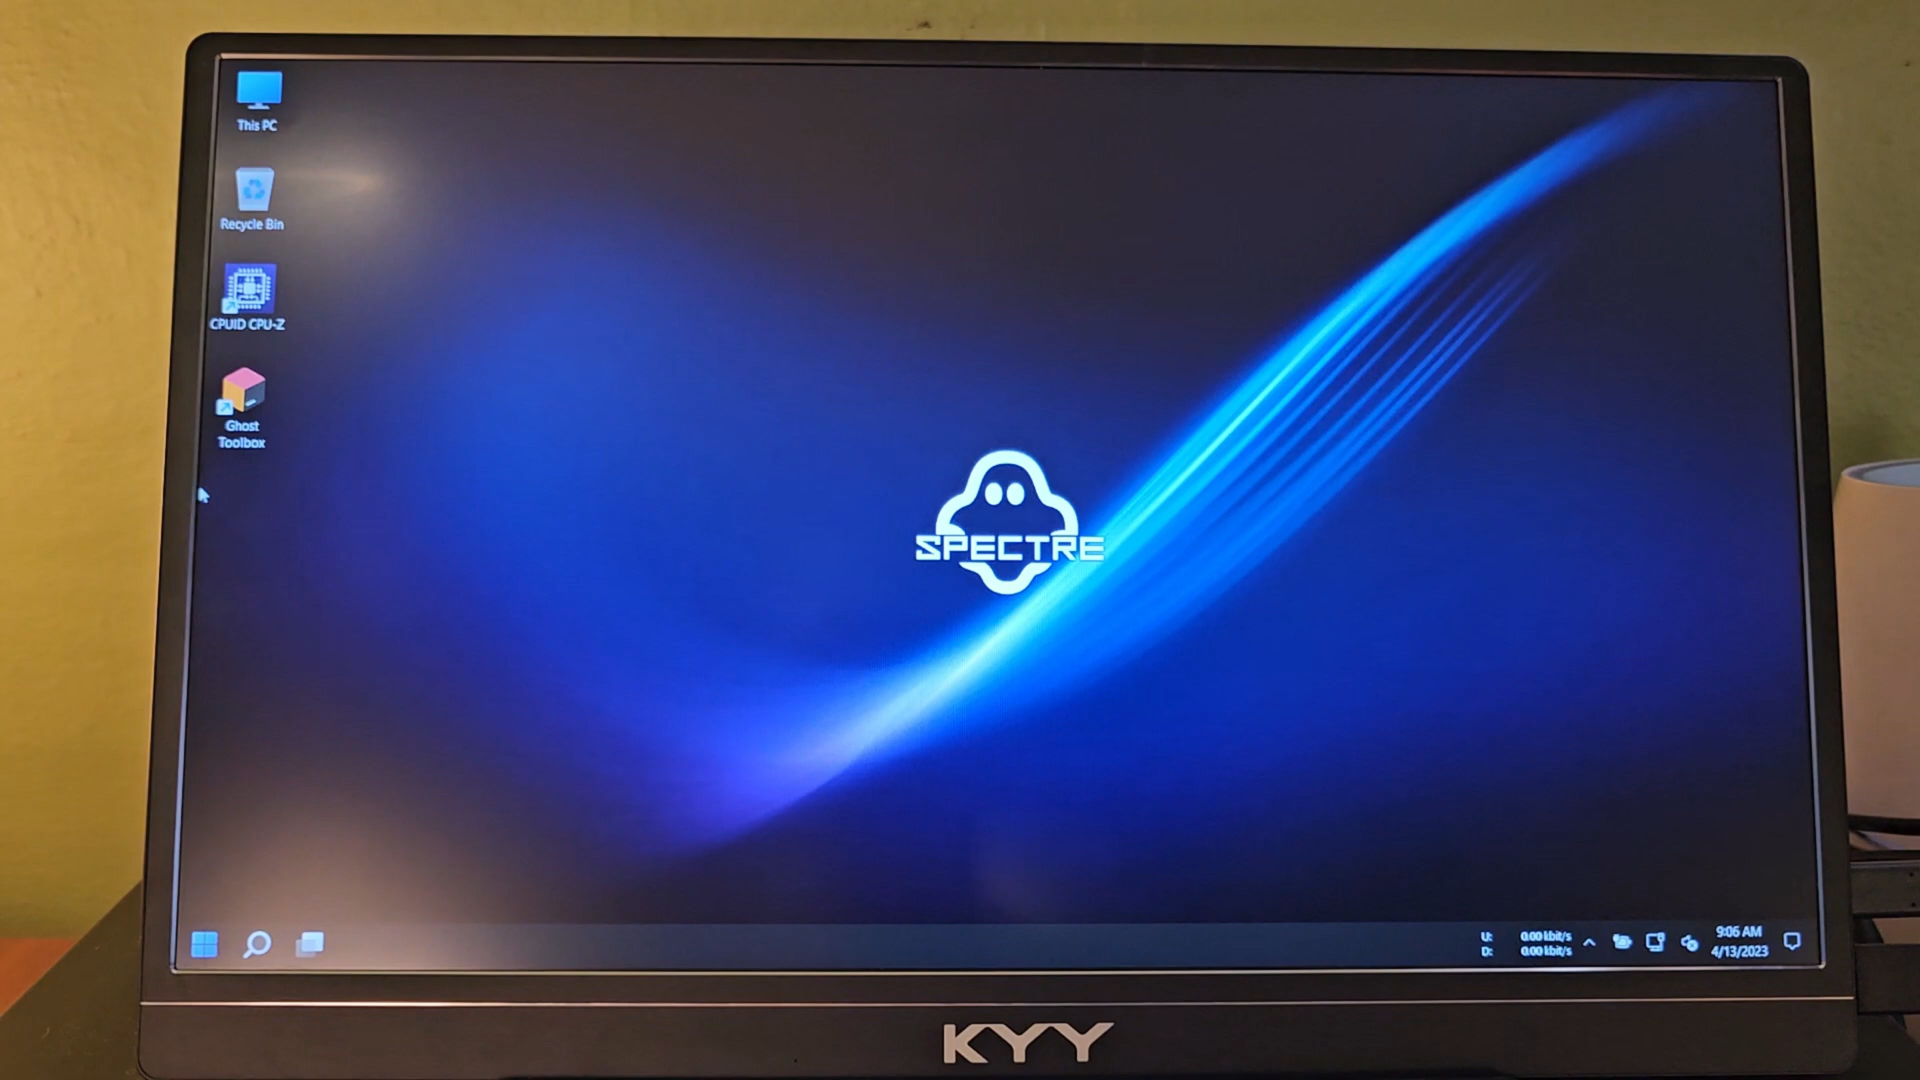 This PC
Recycle Bin
CPUID CPU-Z
Ghost
Toolbox
SPECTRE
U: 0.00 kbit/s
D: 0.00 kbit/s
9:06 AM
4/13/2023
KYY